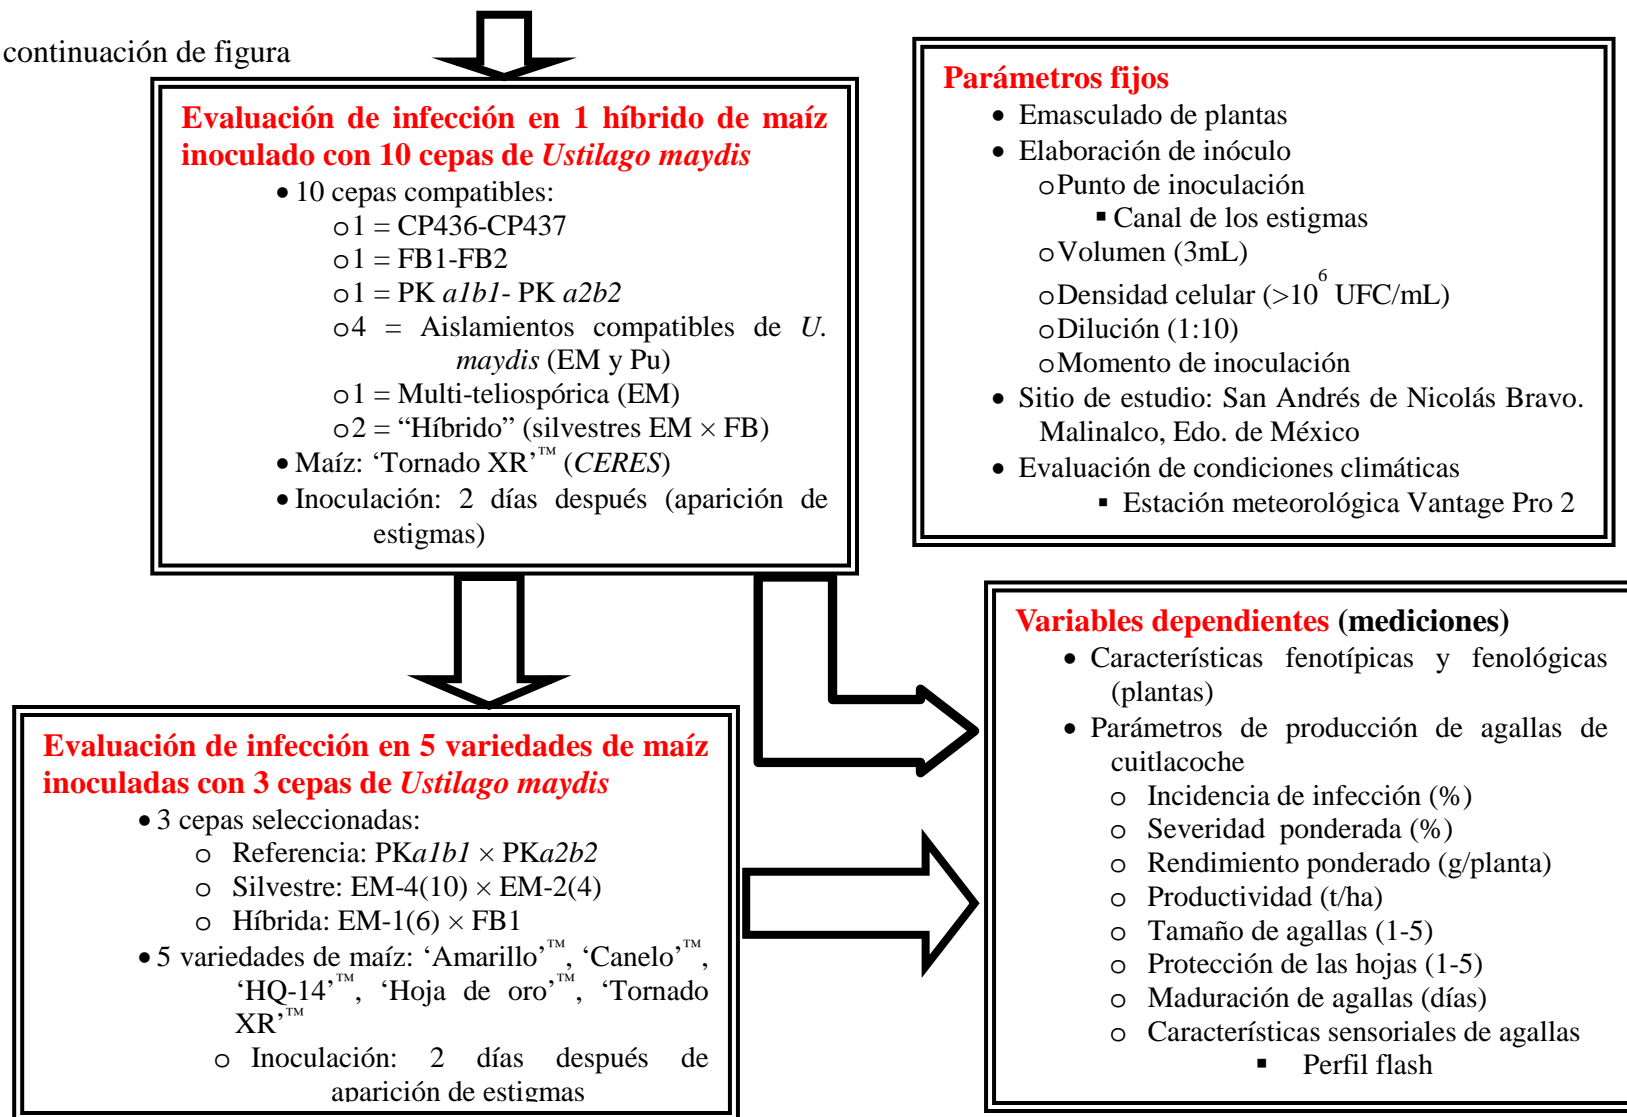 continuación de figura
Evaluación de infección en 1 híbrido de maíz
inoculado con 10 cepas de Ustilago maydis
• 10 cepas compatibles:
o 1 = CP436-CP437
o 1 = FB1-FB2
o 1 = PK a1b1- PK a2b2
o 4 = Aislamientos compatibles de U.
maydis (EM y Pu)
o 1 = Multi-teliospórica (EM)
o 2 = “Híbrido” (silvestres EM × FB)
• Maíz: ‘Tornado XR’™ (CERES)
• Inoculación: 2 días después (aparición de
estigmas)
Parámetros fijos
• Emasculado de plantas
• Elaboración de inóculo
o Punto de inoculación
▪ Canal de los estigmas
o Volumen (3mL)
o Densidad celular (>10⁶ UFC/mL)
o Dilución (1:10)
o Momento de inoculación
• Sitio de estudio: San Andrés de Nicolás Bravo.
Malinalco, Edo. de México
• Evaluación de condiciones climáticas
▪ Estación meteorológica Vantage Pro 2
Evaluación de infección en 5 variedades de maíz
inoculadas con 3 cepas de Ustilago maydis
• 3 cepas seleccionadas:
o Referencia: PKa1b1 × PKa2b2
o Silvestre: EM-4(10) × EM-2(4)
o Híbrida: EM-1(6) × FB1
• 5 variedades de maíz: ‘Amarillo’™, ‘Canelo’™,
‘HQ-14’™, ‘Hoja de oro’™, ‘Tornado
XR’™
o Inoculación: 2 días después de
aparición de estigmas
Variables dependientes (mediciones)
• Características fenotípicas y fenológicas
(plantas)
• Parámetros de producción de agallas de
cuitlacoche
o Incidencia de infección (%)
o Severidad ponderada (%)
o Rendimiento ponderado (g/planta)
o Productividad (t/ha)
o Tamaño de agallas (1-5)
o Protección de las hojas (1-5)
o Maduración de agallas (días)
o Características sensoriales de agallas
▪ Perfil flash